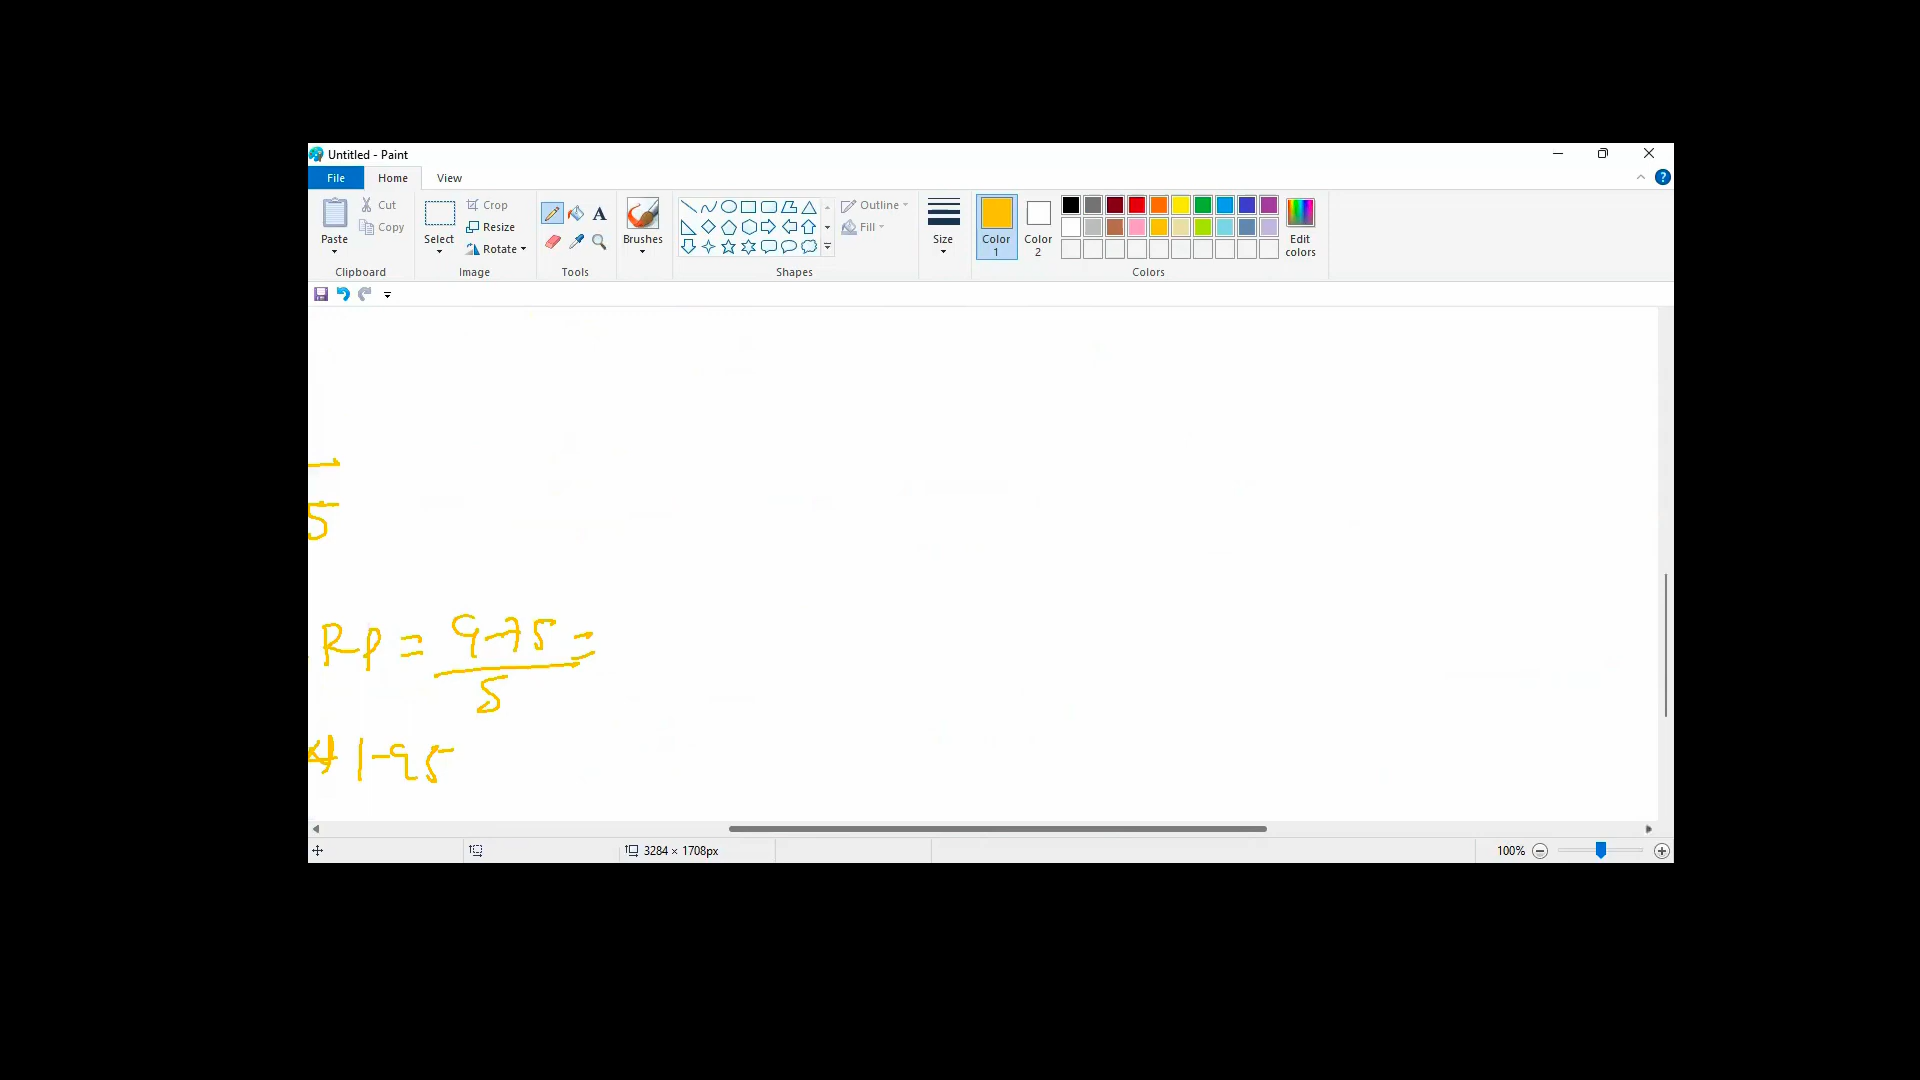 Untitled - Paint
File Home View
Paste
Cut
Copy
Clipboard
Select
Crop
Resize
Rotate
Image
A
Tools
Brushes
Shapes
Outline
Fill
Size
Color 1
Color 2
Edit colors
Colors
5
RP = 9-75 =
5
1-95
3284 × 1708px
100%